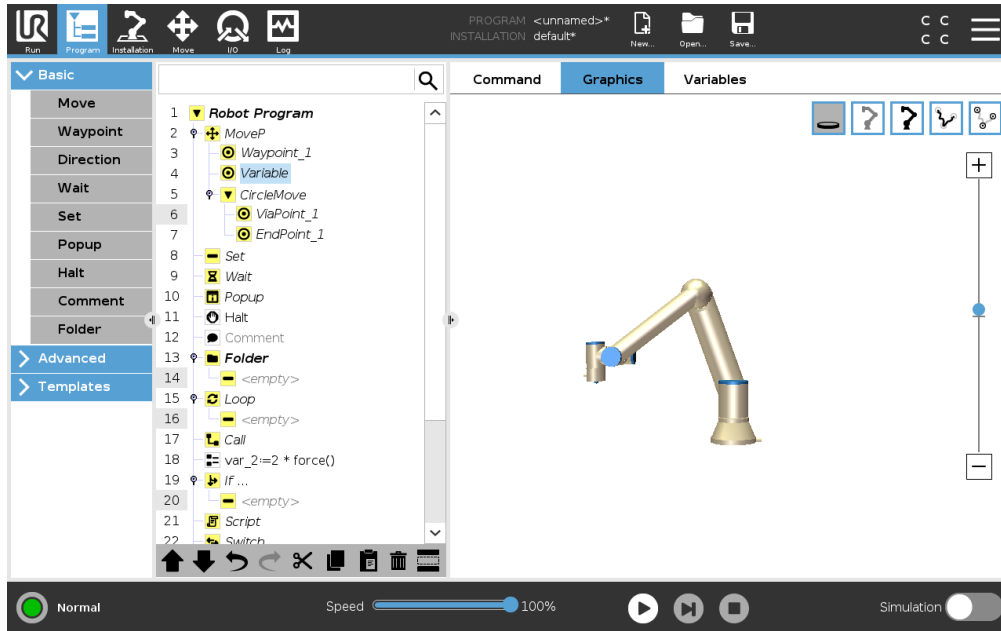 UR
PROGRAM <unnamed>*
INSTALLATION default*
C C
C C
Run Program Installation Move I/O Log New... Open... Save...
Basic
Move
Waypoint
Direction
Wait
Set
Popup
Halt
Comment
Folder
Advanced
Templates
1 Robot Program
2 MoveP
3 Waypoint_1
4 Variable
5 CircleMove
6 ViaPoint_1
7 EndPoint_1
8 Set
9 Wait
10 Popup
11 Halt
12 Comment
13 Folder
14 <empty>
15 Loop
16 <empty>
17 Call
18 var_2:=2 * force()
19 If ...
20 <empty>
21 Script
22 Switch
Command Graphics Variables
Normal
Speed 100%
Simulation